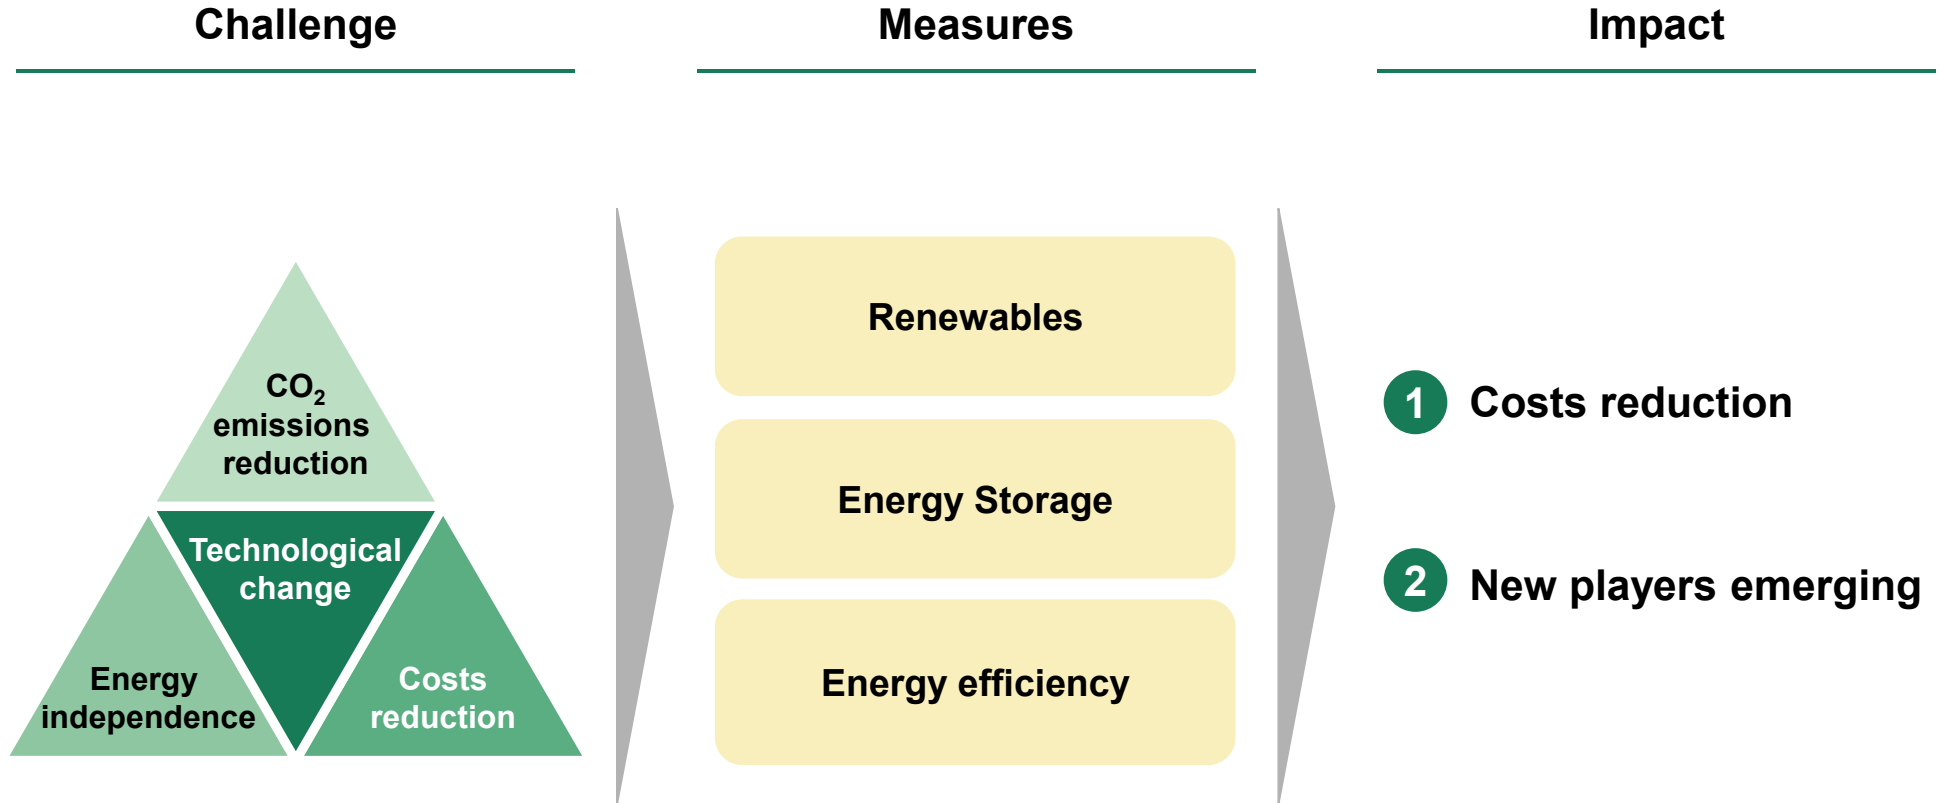 Challenge
Measures
Impact
CO₂
emissions
reduction
Technological
change
Energy
independence
Costs
reduction
Renewables
Energy Storage
Energy efficiency
1 Costs reduction
2 New players emerging